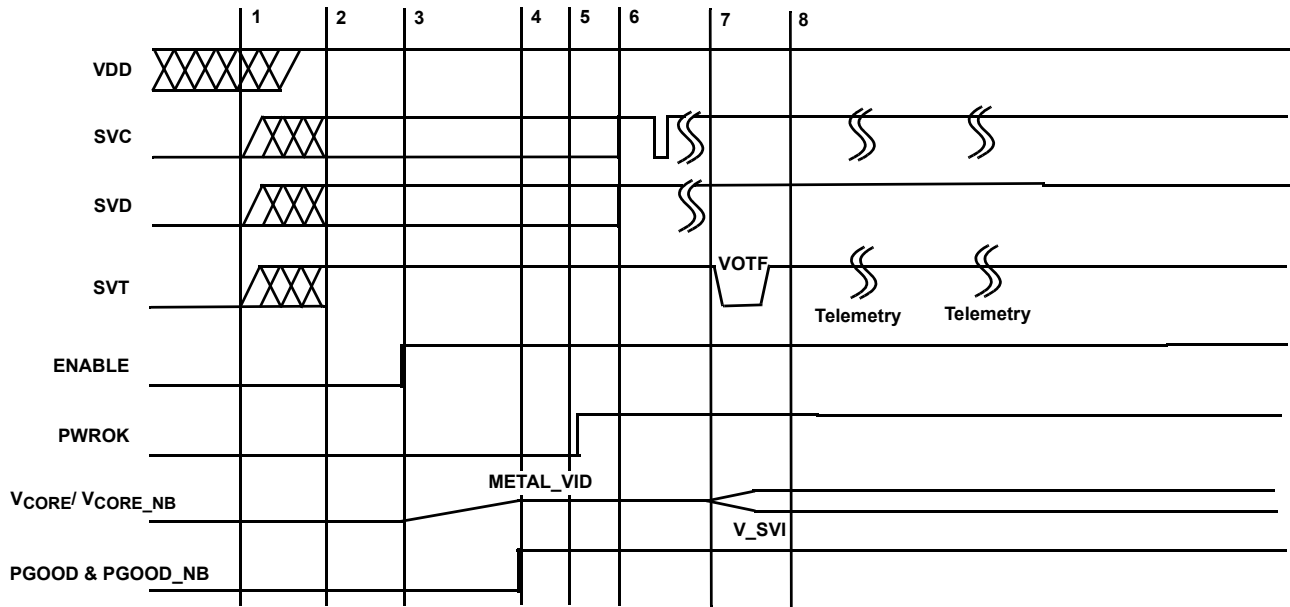 1 2 3 4 5 6 7 8
VDD
SVC
SVD
SVT
VOTF
Telemetry Telemetry
ENABLE
PWROK
METAL_VID
VCORE/ VCORE_NB
V_SVI
PGOOD & PGOOD_NB